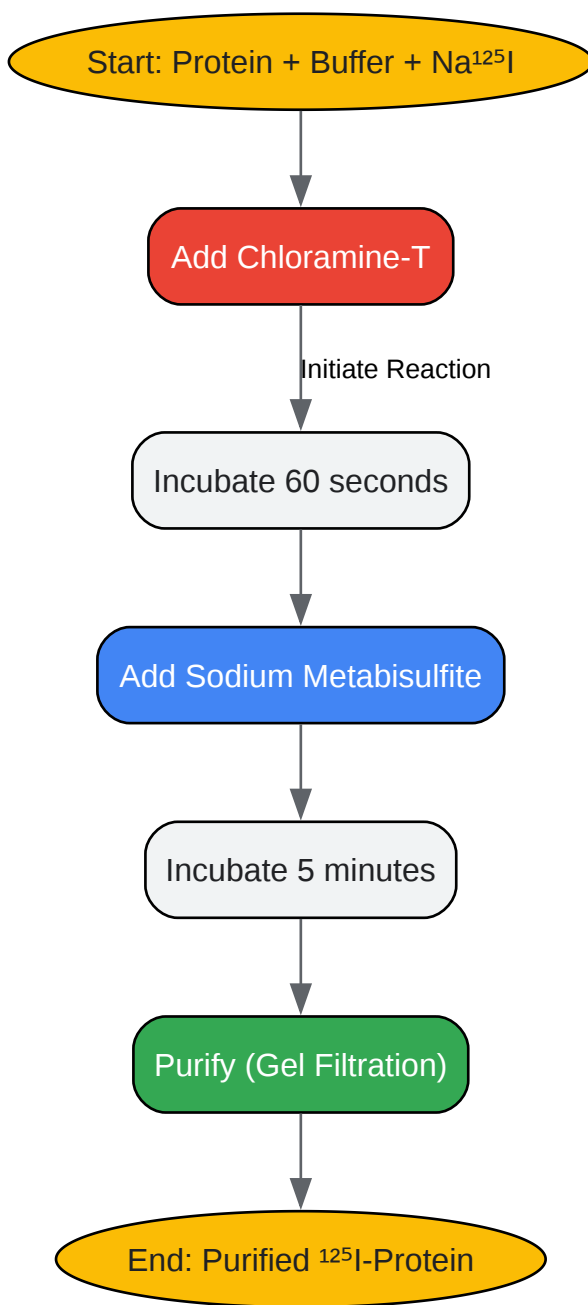 Start: Protein + Buffer + Na¹²⁵I
Add Chloramine-T
Initiate Reaction
Incubate 60 seconds
Add Sodium Metabisulfite
Incubate 5 minutes
Purify (Gel Filtration)
End: Purified ¹²⁵I-Protein